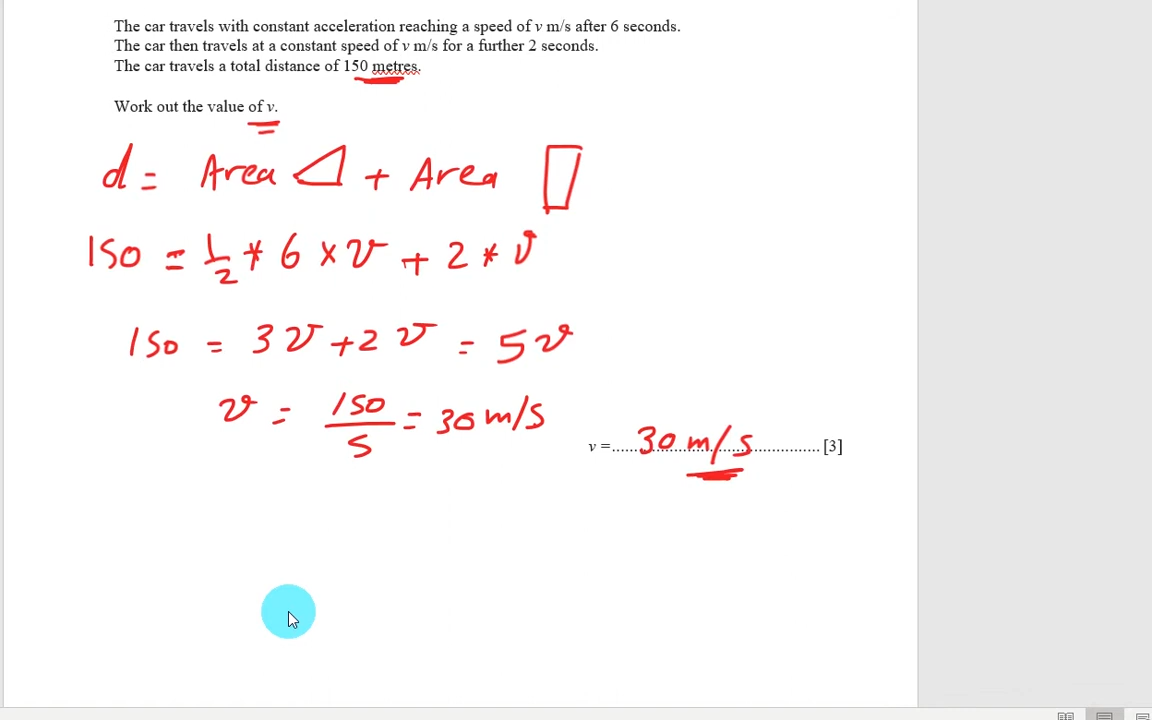 The car travels with constant acceleration reaching a speed of v m/s after 6 seconds.
The car then travels at a constant speed of v m/s for a further 2 seconds.
The car travels a total distance of 150 metres.
Work out the value of v.
d = Area + Area
150 = 1/2 * 6 × v + 2 * v
150 = 3v + 2v = 5v
v = 150/5 = 30 m/s
v =...... 30 m/s ............... [3]